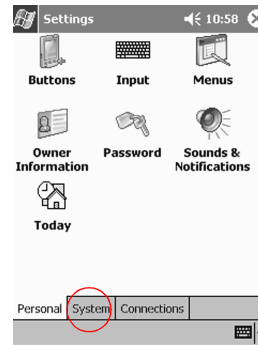 Settings 10:58
Buttons Input Menus
Owner Information Password Sounds & Notifications
Today
Personal System Connections